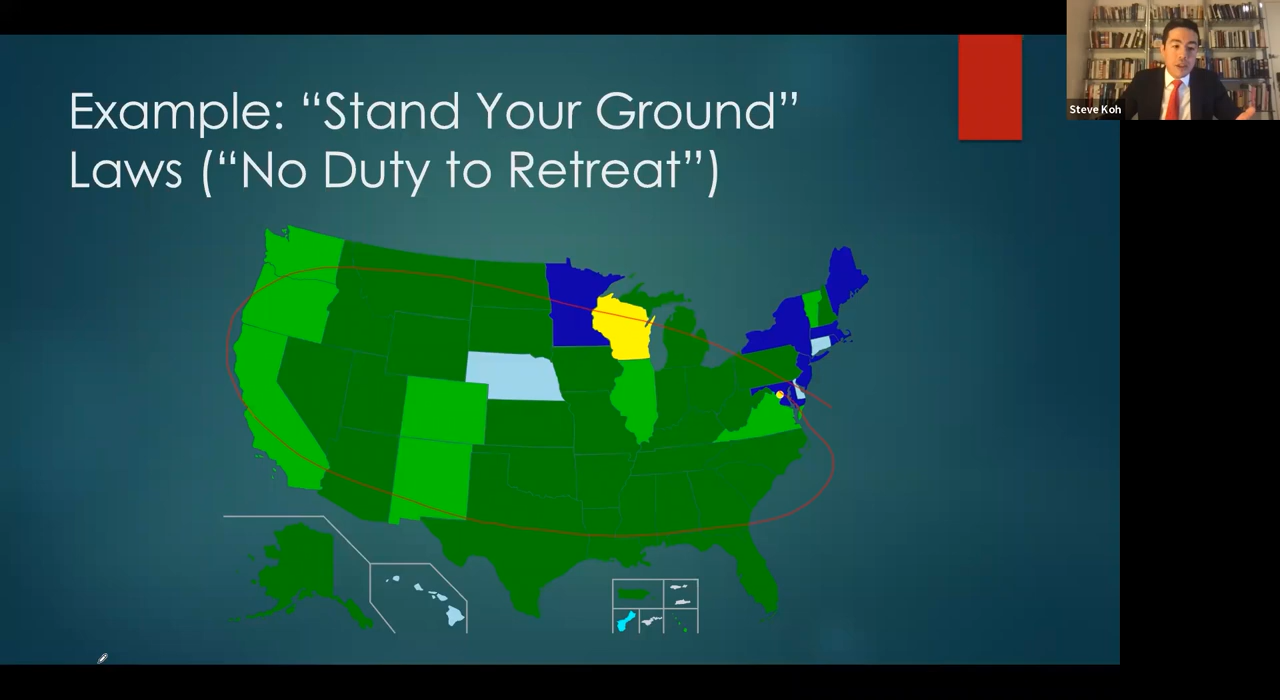 Example: “Stand Your Ground”
Laws (“No Duty to Retreat”)
Steve Koh